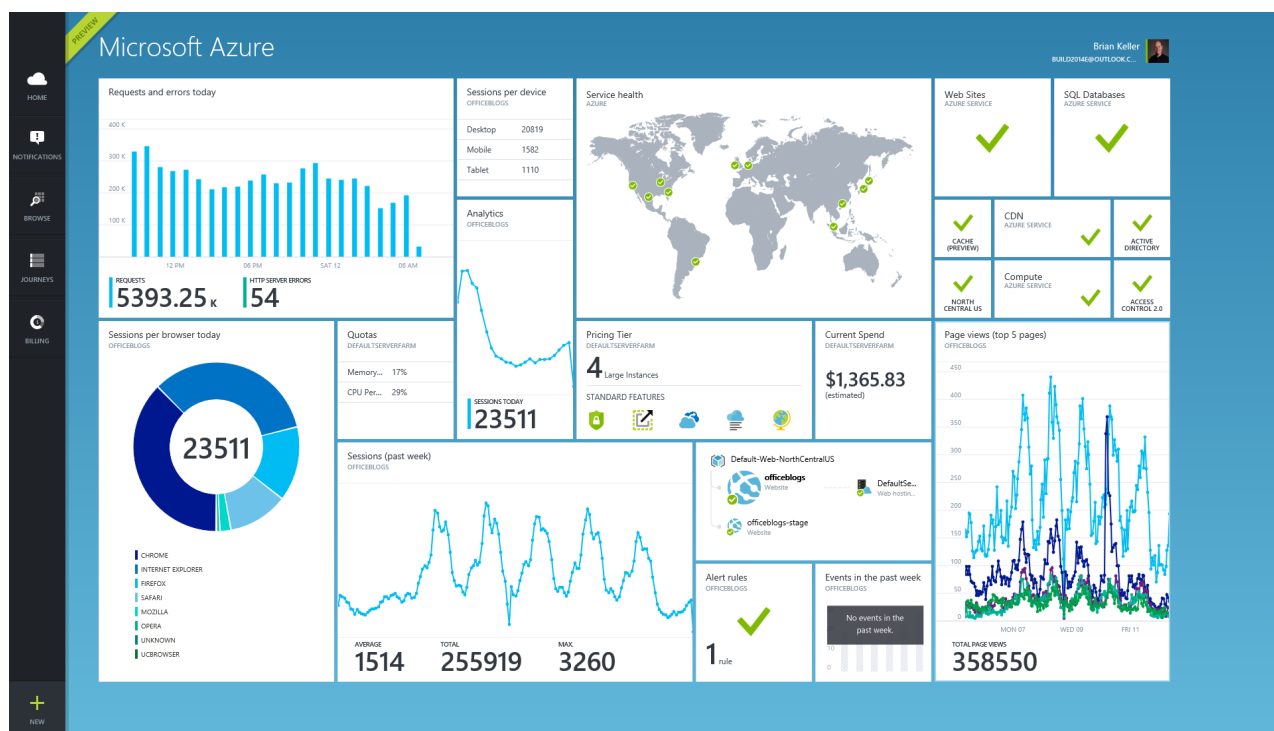 PREVIEW
Microsoft Azure
Brian Keller
BUILD2014E@OUTLOOK.C...
HOME
NOTIFICATIONS
BROWSE
JOURNEYS
BILLING
NEW
Requests and errors today
400 K
300 K
200 K
100 K
12 PM
06 PM
SAT 12
06 AM
REQUESTS
5393.25 K
HTTP SERVER ERRORS
54
Sessions per device
OFFICEBLOGS
Desktop 20819
Mobile 1582
Tablet 1110
Analytics
OFFICEBLOGS
SESSIONS TODAY
23511
Service health
AZURE
Web Sites
AZURE SERVICE
SQL Databases
AZURE SERVICE
CACHE
(PREVIEW)
CDN
AZURE SERVICE
ACTIVE
DIRECTORY
NORTH
CENTRAL US
Compute
AZURE SERVICE
ACCESS
CONTROL 2.0
Sessions per browser today
OFFICEBLOGS
23511
CHROME
INTERNET EXPLORER
FIREFOX
SAFARI
MOZILLA
OPERA
UNKNOWN
UCBROWSER
Quotas
DEFAULTSERVERFARM
Memory... 17%
CPU Per... 29%
Pricing Tier
DEFAULTSERVERFARM
4 Large Instances
STANDARD FEATURES
Current Spend
DEFAULTSERVERFARM
$1,365.83
(estimated)
Page views (top 5 pages)
OFFICEBLOGS
450
400
350
300
250
200
150
100
50
0
MON 07
WED 09
FRI 11
TOTAL PAGE VIEWS
358550
Sessions (past week)
OFFICEBLOGS
AVERAGE
1514
TOTAL
255919
MAX.
3260
Default-Web-NorthCentralUS
officeblogs
Website
DefaultSe...
Web hostin...
officeblogs-stage
Website
Alert rules
OFFICEBLOGS
1 rule
Events in the past week
OFFICEBLOGS
No events in the
past week.
10
0